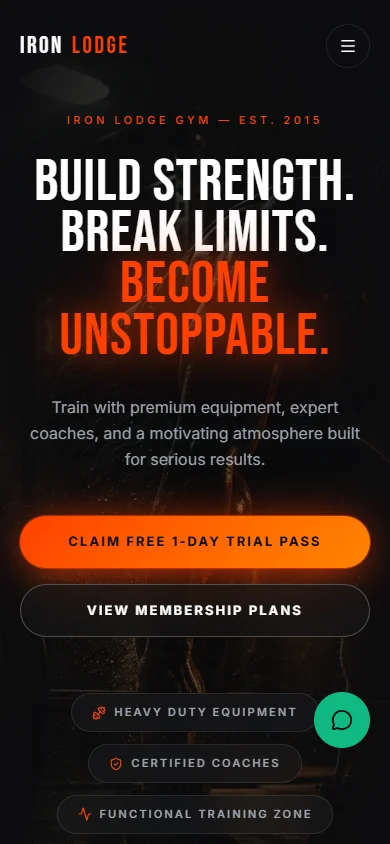 IRON LODGE
IRON LODGE GYM — EST. 2015
BUILD STRENGTH.
BREAK LIMITS.
BECOME
UNSTOPPABLE.
Train with premium equipment, expert
coaches, and a motivating atmosphere built
for serious results.
CLAIM FREE 1-DAY TRIAL PASS
VIEW MEMBERSHIP PLANS
HEAVY DUTY EQUIPMENT
CERTIFIED COACHES
FUNCTIONAL TRAINING ZONE